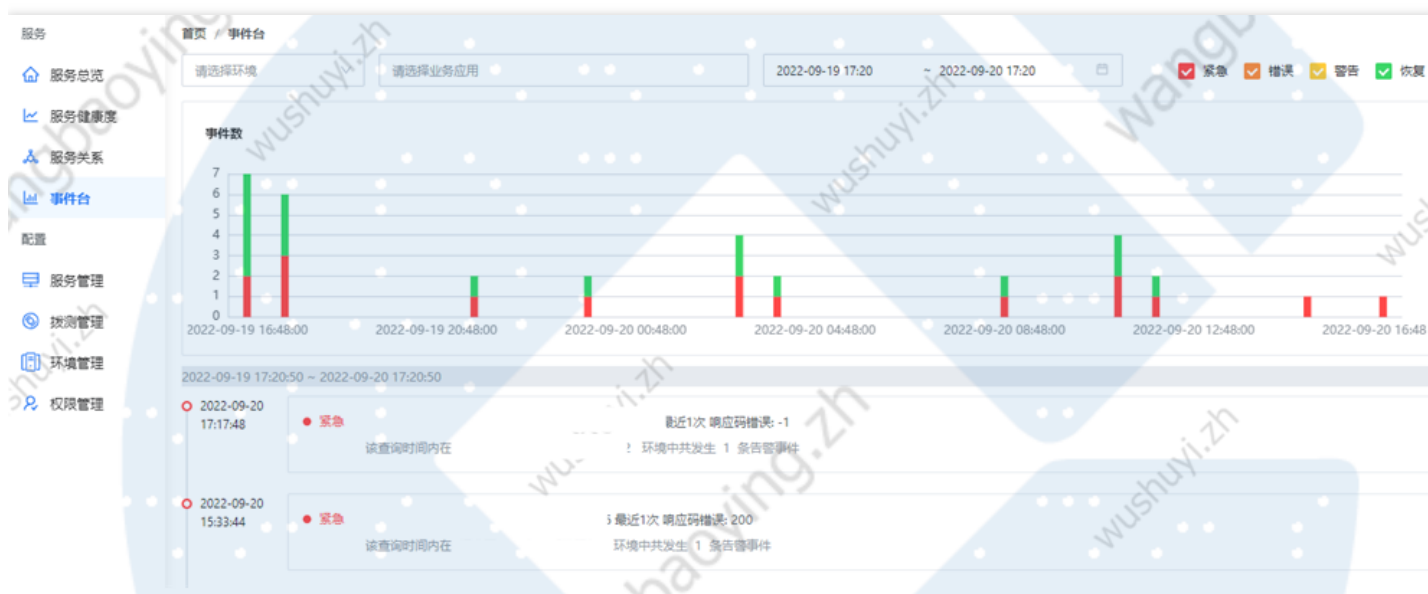 服务
首页 / 事件台
服务总览
请选择环境
请选择业务应用
2022-09-19 17:20 ~ 2022-09-20 17:20
紧急
错误
警告
恢复
服务健康度
服务关系
事件台
配置
服务管理
拨测管理
环境管理
权限管理
事件数
7
6
5
4
3
2
1
0
2022-09-19 16:48:00
2022-09-19 20:48:00
2022-09-20 00:48:00
2022-09-20 04:48:00
2022-09-20 08:48:00
2022-09-20 12:48:00
2022-09-20 16:48
2022-09-19 17:20:50 ~ 2022-09-20 17:20:50
2022-09-20
17:17:48
紧急
最近1次 响应码错误: -1
该查询时间内在
环境中共发生 1 条告警事件
2022-09-20
15:33:44
紧急
最近1次 响应码错误: 200
该查询时间内在
环境中共发生 1 条告警事件
wushuyi.zh
wushuyi.zh
wushuyi.zh
wushuyi.zh